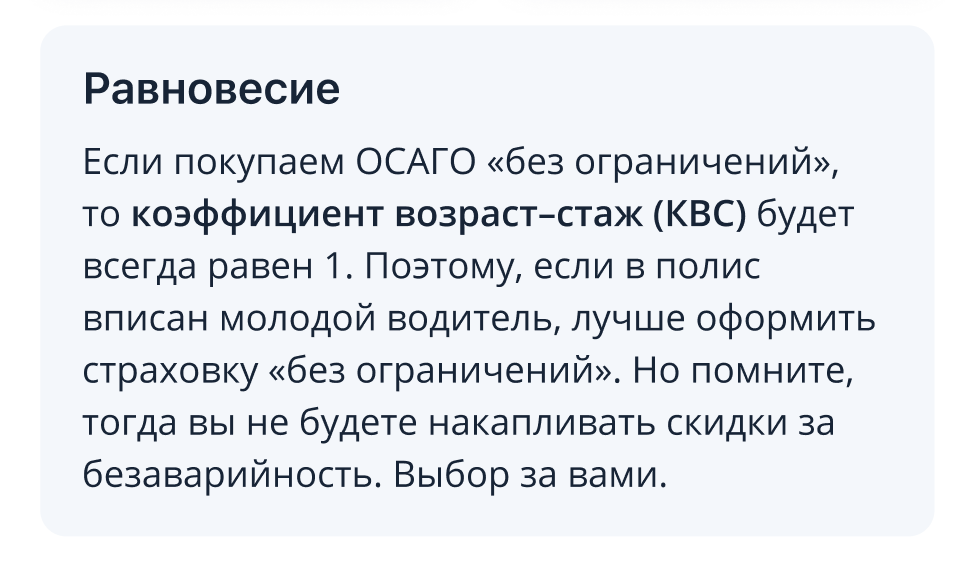 Равновесие
Если покупаем ОСАГО «без ограничений»,
то коэффициент возраст–стаж (КВС) будет
всегда равен 1. Поэтому, если в полис
вписан молодой водитель, лучше оформить
страховку «без ограничений». Но помните,
тогда вы не будете накапливать скидки за
безаварийность. Выбор за вами.